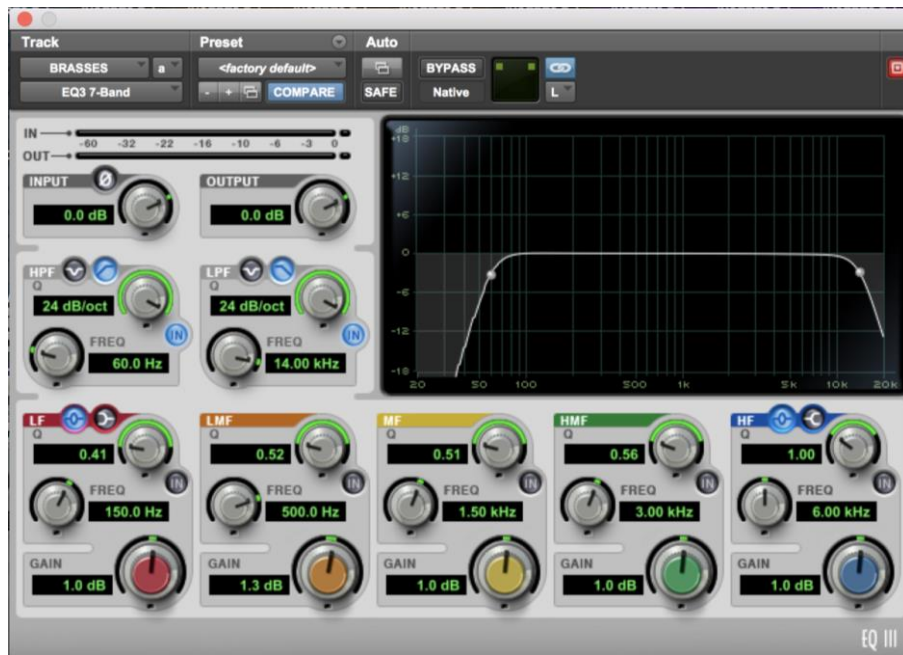 Track Preset Auto
BRASSES a <factory default> BYPASS
EQ3 7-Band - + COMPARE SAFE Native L
IN
-60 -32 -22 -16 -10 -6 -3 0
OUT
INPUT Ø OUTPUT
0.0 dB 0.0 dB
HPF LPF
Q Q
24 dB/oct 24 dB/oct
IN IN
FREQ FREQ
60.0 Hz 14.00 kHz
dB
+18
+12
+6
0
-6
-12
-18
20 50 100 500 1k 5k 10k 20k
LF LMF MF HMF HF
Q Q Q Q Q
0.41 0.52 0.51 0.56 1.00
IN IN IN IN IN
FREQ FREQ FREQ FREQ FREQ
150.0 Hz 500.0 Hz 1.50 kHz 3.00 kHz 6.00 kHz
GAIN GAIN GAIN GAIN GAIN
1.0 dB 1.3 dB 1.0 dB 1.0 dB 1.0 dB
EQ III